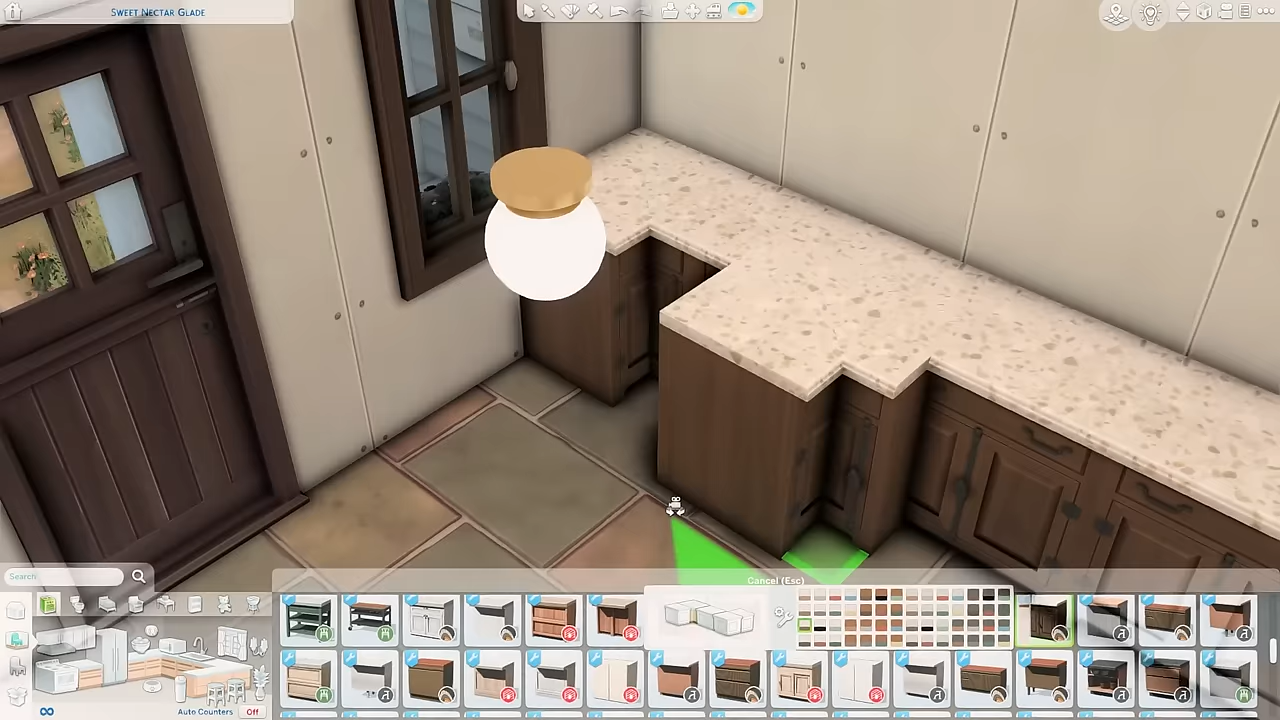 SWEET NECTAR GLADE
Search
Cancel (Esc)
Auto Counters
Off